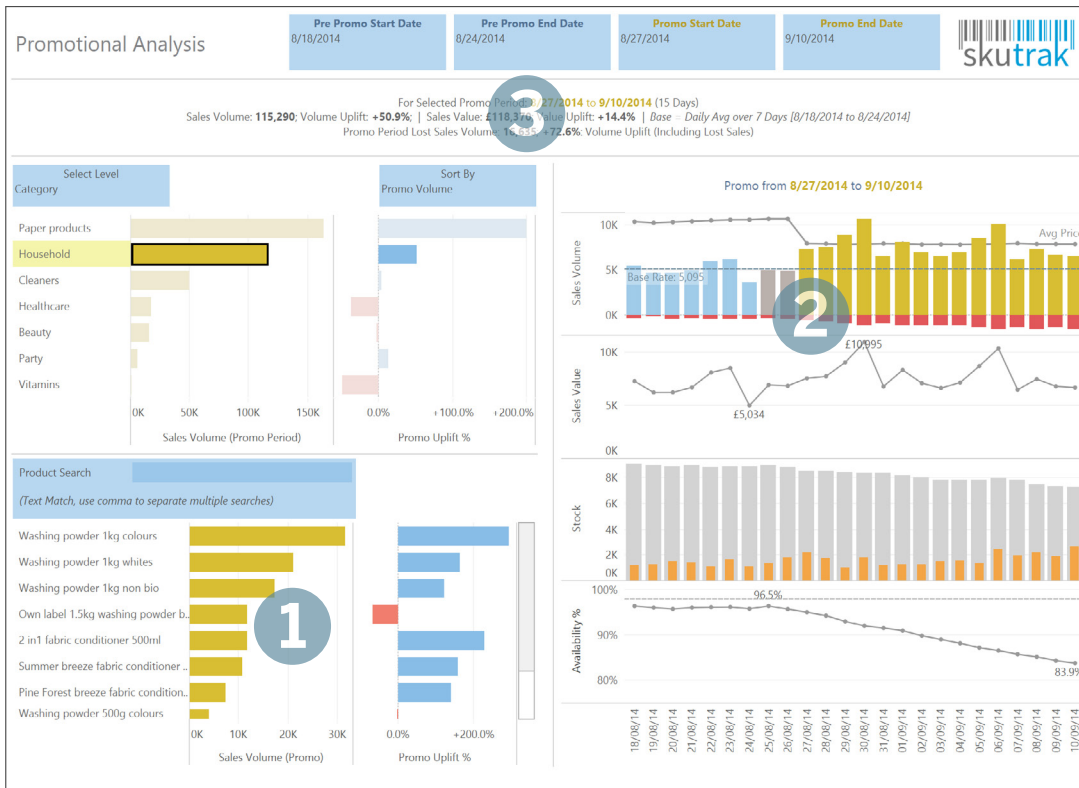 Promotional Analysis
Pre Promo Start Date
8/18/2014
Pre Promo End Date
8/24/2014
Promo Start Date
8/27/2014
Promo End Date
9/10/2014
skutrak
3
For Selected Promo Period: 8/27/2014 to 9/10/2014 (15 Days)
Sales Volume: 115,290; Volume Uplift: +50.9%; | Sales Value: £118,370; Value Uplift: +14.4% | Base = Daily Avg over 7 Days [8/18/2014 to 8/24/2014]
Promo Period Lost Sales Volume: 16,635; +72.6%: Volume Uplift (Including Lost Sales)
Select Level
Category
Sort By
Promo Volume
Paper products
Household
Cleaners
Healthcare
Beauty
Party
Vitamins
0K 50K 100K 150K
Sales Volume (Promo Period)
0.0% +100.0% +200.0%
Promo Uplift %
Product Search
(Text Match, use comma to separate multiple searches)
Washing powder 1kg colours
Washing powder 1kg whites
Washing powder 1kg non bio
Own label 1.5kg washing powder b..
2 in1 fabric conditioner 500ml
Summer breeze fabric conditioner ..
Pine Forest breeze fabric condition..
Washing powder 500g colours
1
0K 10K 20K 30K
Sales Volume (Promo)
0.0% +200.0%
Promo Uplift %
Promo from 8/27/2014 to 9/10/2014
Sales Volume
10K
5K
0K
Avg Price
Base Rate: 5,095
2
Sales Value
10K
5K
0K
£10,995
£5,034
Stock
8K
6K
4K
2K
0K
Availability %
100%
90%
80%
96.5%
83.9%
18/08/14
19/08/14
20/08/14
21/08/14
22/08/14
23/08/14
24/08/14
25/08/14
26/08/14
27/08/14
28/08/14
29/08/14
30/08/14
31/08/14
01/09/14
02/09/14
03/09/14
04/09/14
05/09/14
06/09/14
07/09/14
08/09/14
09/09/14
10/09/14